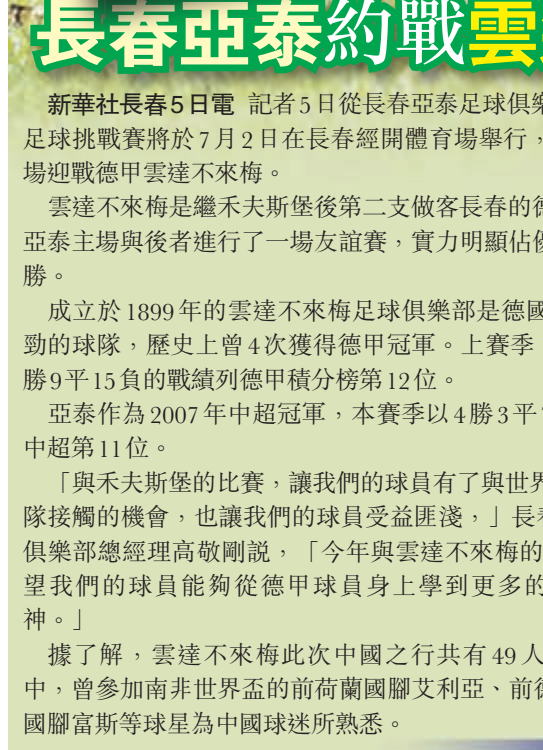 長春亞泰約戰雲
新華社長春5日電 記者5日從長春亞泰足球俱樂
足球挑戰賽將於7月2日在長春經開體育場舉行，
場迎戰德甲雲達不來梅。
雲達不來梅是繼禾夫斯堡後第二支做客長春的德
亞泰主場與後者進行了一場友誼賽，實力明顯佔優
勝。
成立於1899年的雲達不來梅足球俱樂部是德國
勁的球隊，歷史上曾4次獲得德甲冠軍。上賽季，
勝9平15負的戰績列德甲積分榜第12位。
亞泰作為2007年中超冠軍，本賽季以4勝3平
中超第11位。
「與禾夫斯堡的比賽，讓我們的球員有了與世界
隊接觸的機會，也讓我們的球員受益匪淺，」長春
俱樂部總經理高敬剛説，「今年與雲達不來梅的
望我們的球員能夠從德甲球員身上學到更多的
神。」
據了解，雲達不來梅此次中國之行共有49人
中，曾參加南非世界盃的前荷蘭國腳艾利亞、前德
國腳富斯等球星為中國球迷所熟悉。